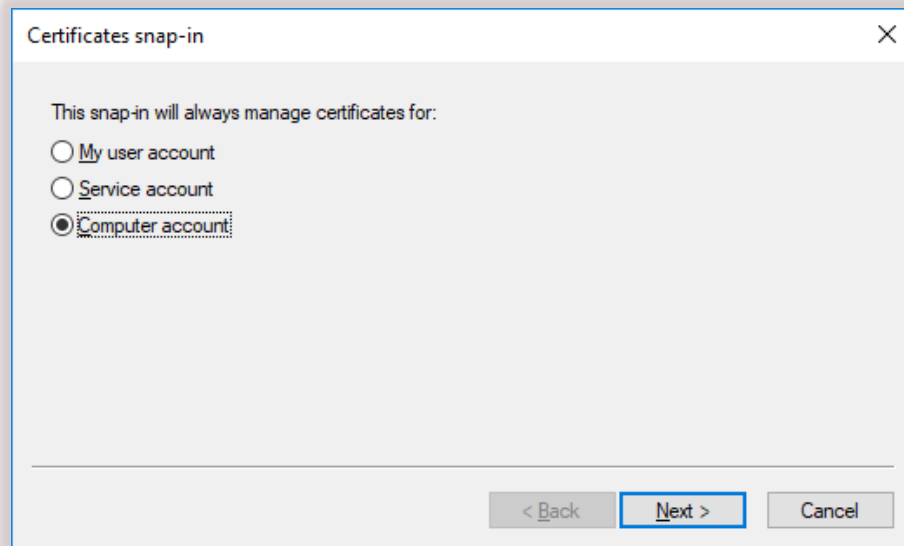 Certificates snap-in
This snap-in will always manage certificates for:
My user account
Service account
Computer account
< Back
Next >
Cancel